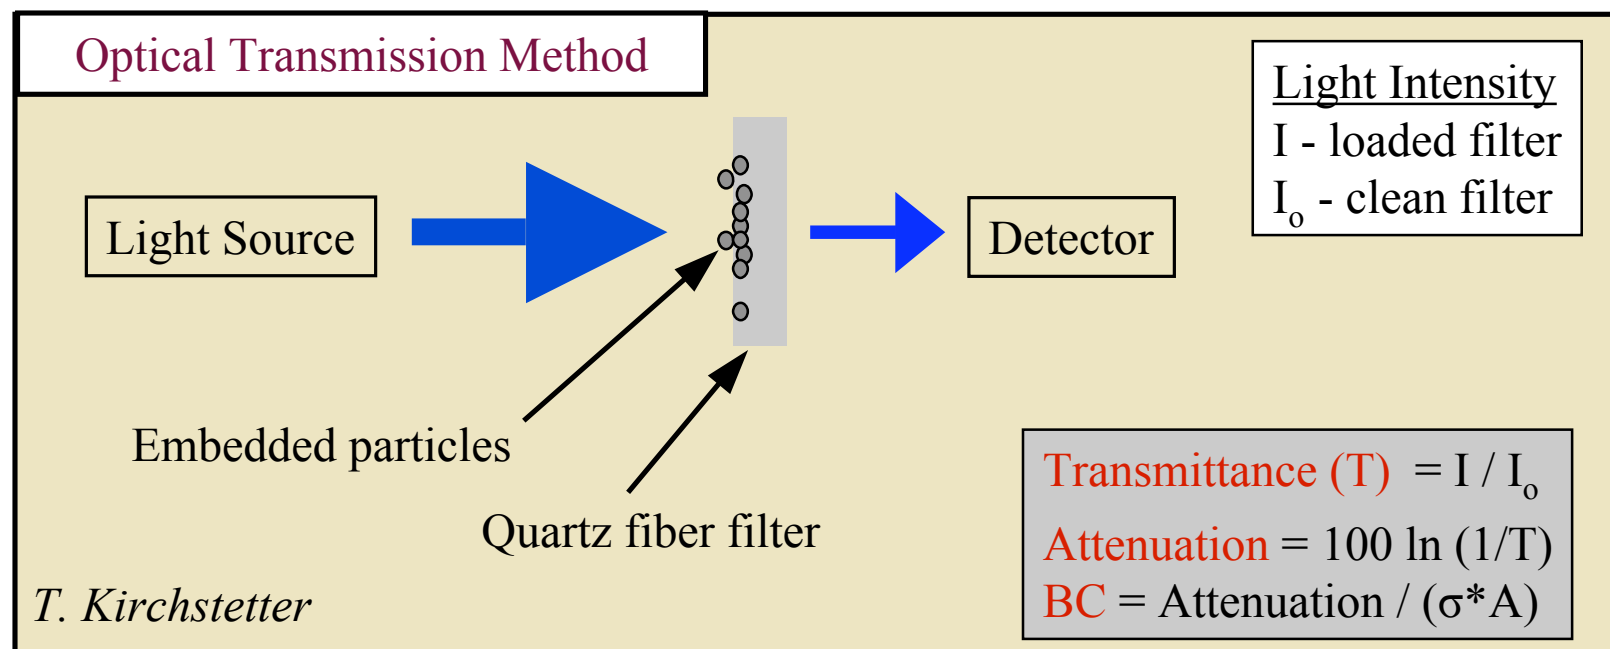 Optical Transmission Method
Light Intensity
I - loaded filter
Iₒ - clean filter
Light Source
Detector
Embedded particles
Quartz fiber filter
Transmittance (T) = I / Iₒ
Attenuation = 100 ln (1/T)
BC = Attenuation / (σ*A)
T. Kirchstetter